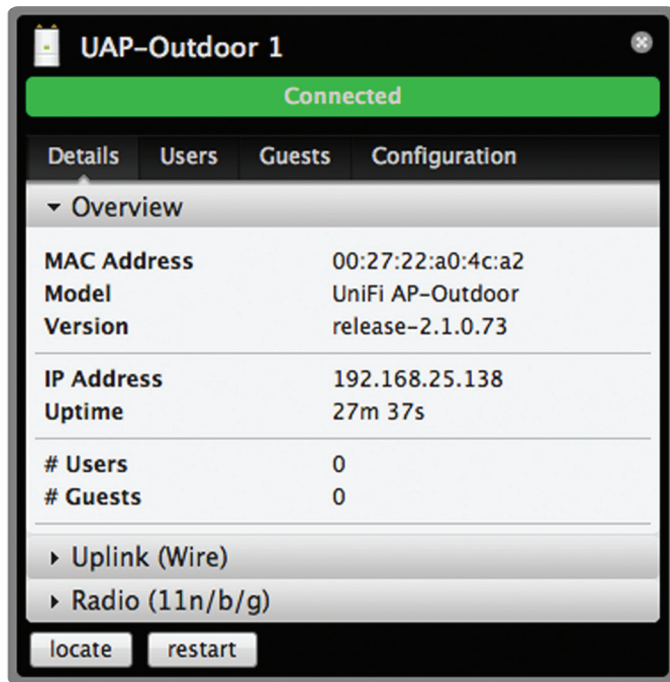 UAP-Outdoor 1
Connected
Details Users Guests Configuration
Overview
MAC Address 00:27:22:a0:4c:a2
Model UniFi AP-Outdoor
Version release-2.1.0.73
IP Address 192.168.25.138
Uptime 27m 37s
# Users 0
# Guests 0
Uplink (Wire)
Radio (11n/b/g)
locate restart